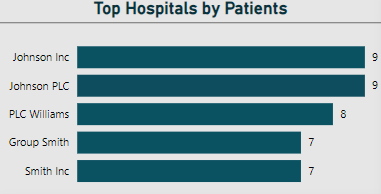 Top Hospitals by Patients
Johnson Inc 9
Johnson PLC 9
PLC Williams 8
Group Smith 7
Smith Inc 7